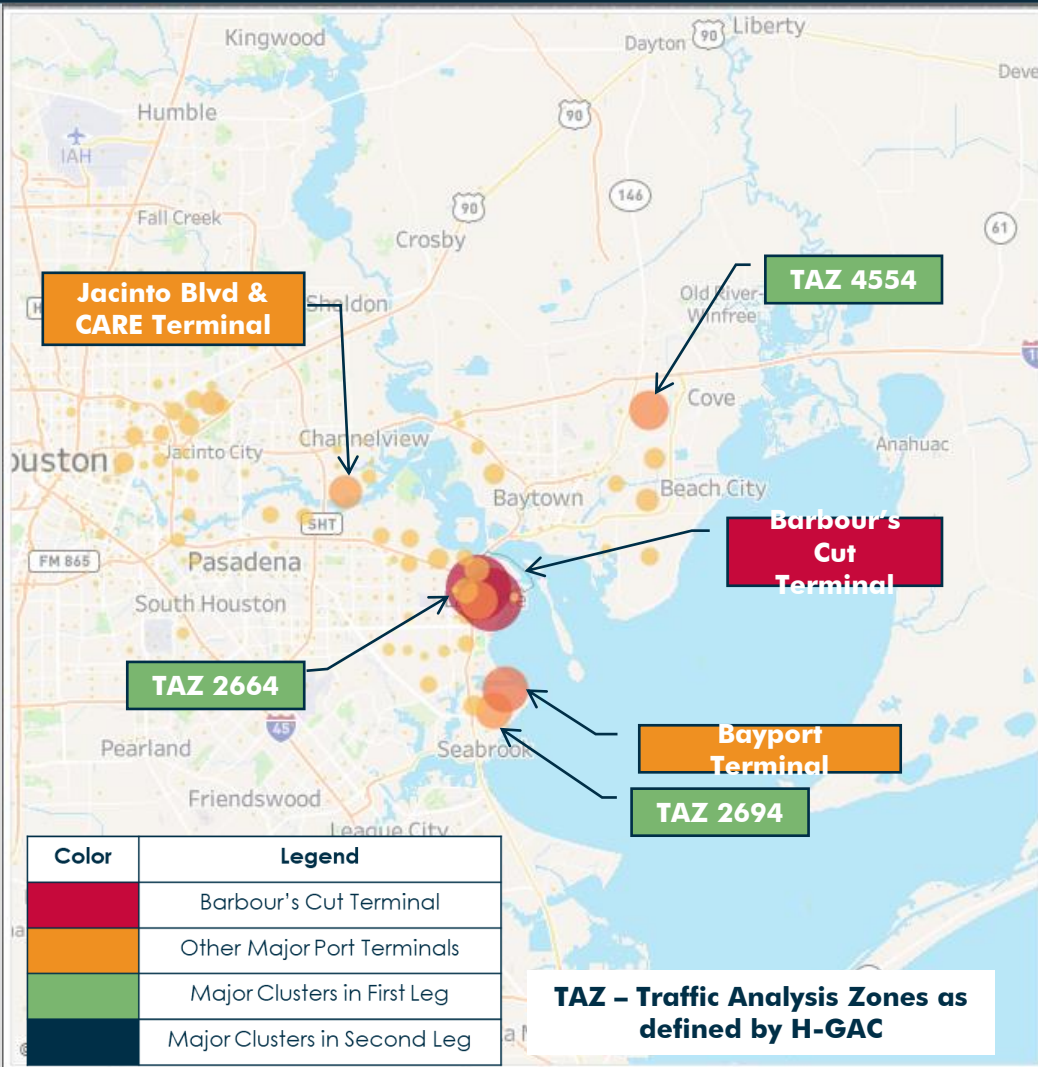 Kingwood
Dayton
90
Liberty
Deve
Humble
90
IAH
146
90
Fall Creek
61
Crosby
TAZ 4554
Jacinto Blvd &
CARE Terminal
Sheldon
Old River-
Winfree
Cove
Channelview
Jacinto City
ouston
Anahuac
Baytown
Beach City
SHT
Barbour's
Cut
Terminal
FM 865
Pasadena
South Houston
TAZ 2664
45
Bayport
Terminal
Pearland
Seabrook
Friendswood
TAZ 2694
League City
Color
Legend
Barbour's Cut Terminal
Other Major Port Terminals
Major Clusters in First Leg
Major Clusters in Second Leg
TAZ – Traffic Analysis Zones as
defined by H-GAC